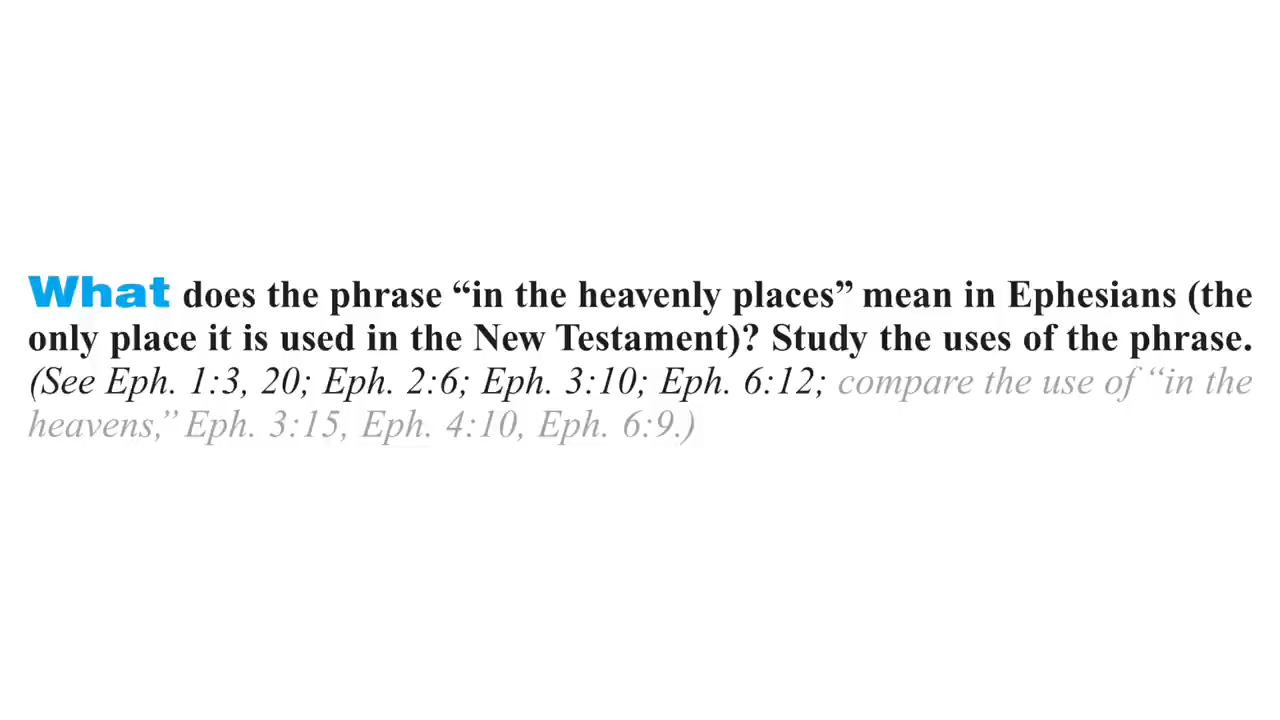 What does the phrase “in the heavenly places” mean in Ephesians (the
only place it is used in the New Testament)? Study the uses of the phrase.
(See Eph. 1:3, 20; Eph. 2:6; Eph. 3:10; Eph. 6:12; compare the use of “in the
heavens,” Eph. 3:15, Eph. 4:10, Eph. 6:9.)